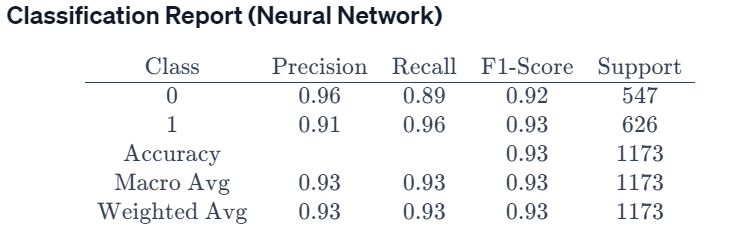 Classification Report (Neural Network)
Class Precision Recall F1-Score Support
0 0.96 0.89 0.92 547
1 0.91 0.96 0.93 626
Accuracy 0.93 1173
Macro Avg 0.93 0.93 0.93 1173
Weighted Avg 0.93 0.93 0.93 1173